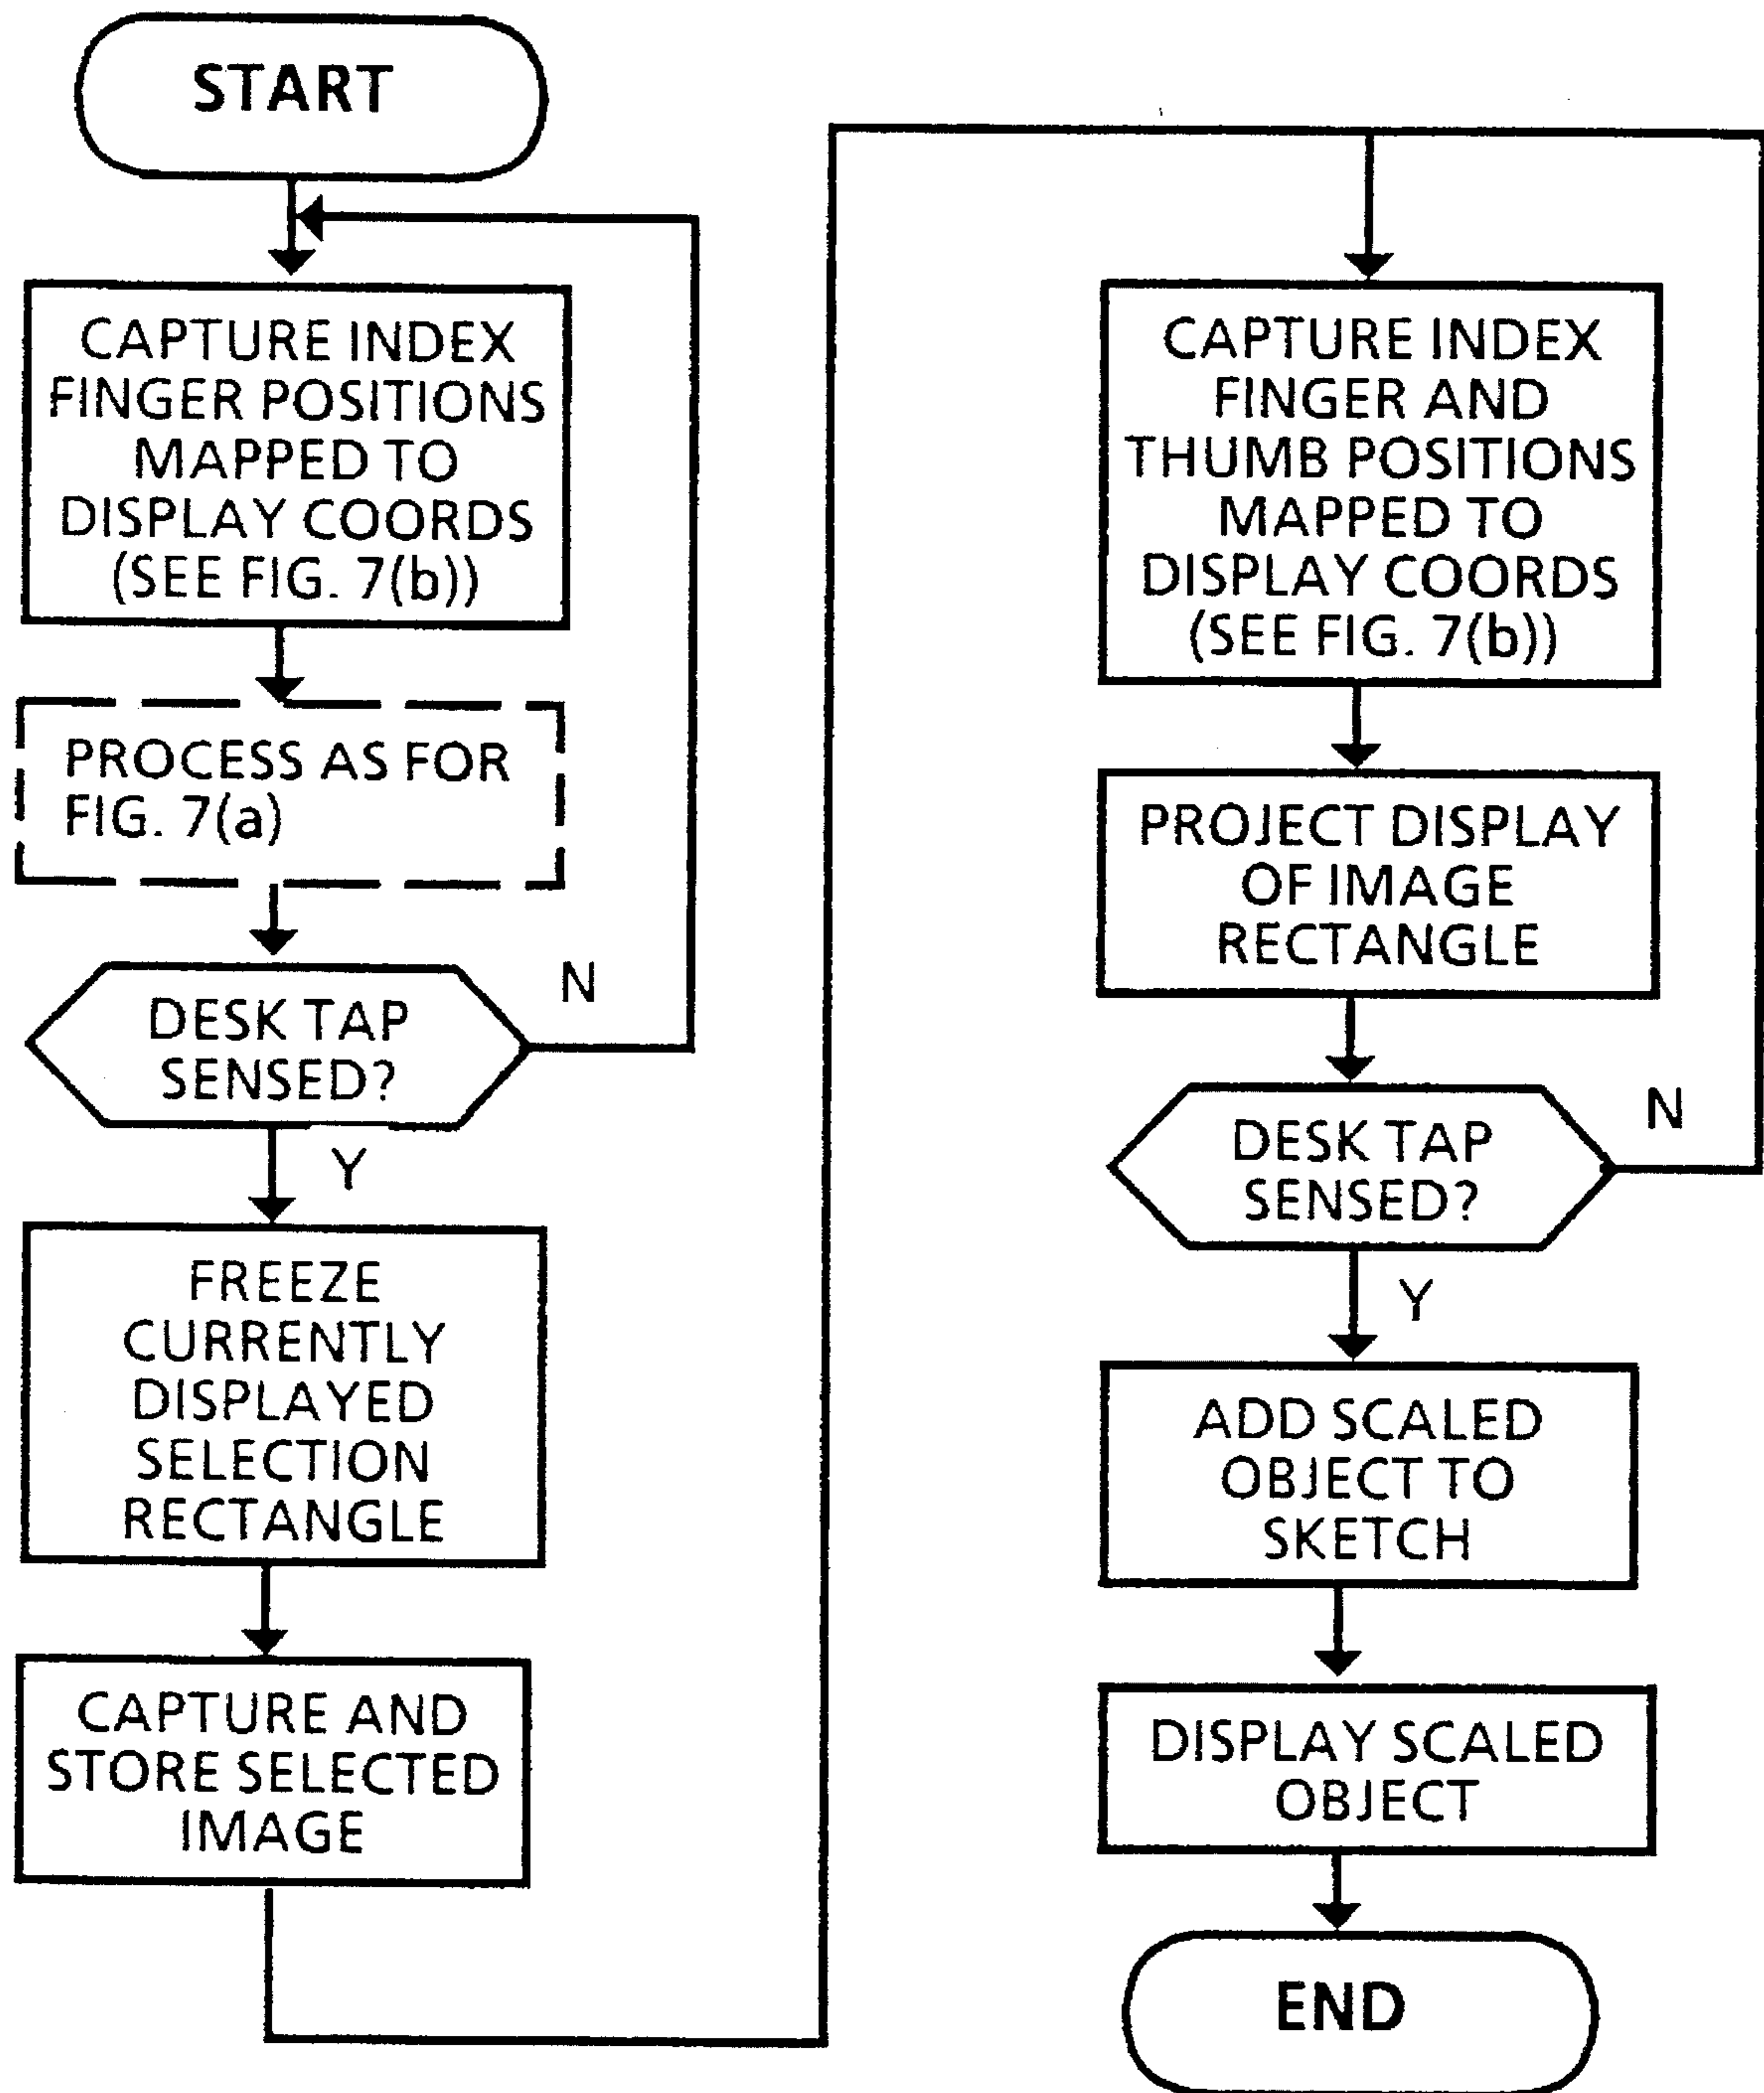 START
CAPTURE INDEX
FINGER POSITIONS
MAPPED TO
DISPLAY COORDS
(SEE FIG. 7(b))
PROCESS AS FOR
FIG. 7(a)
DESK TAP
SENSED?
N
Y
FREEZE
CURRENTLY
DISPLAYED
SELECTION
RECTANGLE
CAPTURE AND
STORE SELECTED
IMAGE
CAPTURE INDEX
FINGER AND
THUMB POSITIONS
MAPPED TO
DISPLAY COORDS
(SEE FIG. 7(b))
PROJECT DISPLAY
OF IMAGE
RECTANGLE
DESK TAP
SENSED?
N
Y
ADD SCALED
OBJECT TO
SKETCH
DISPLAY SCALED
OBJECT
END